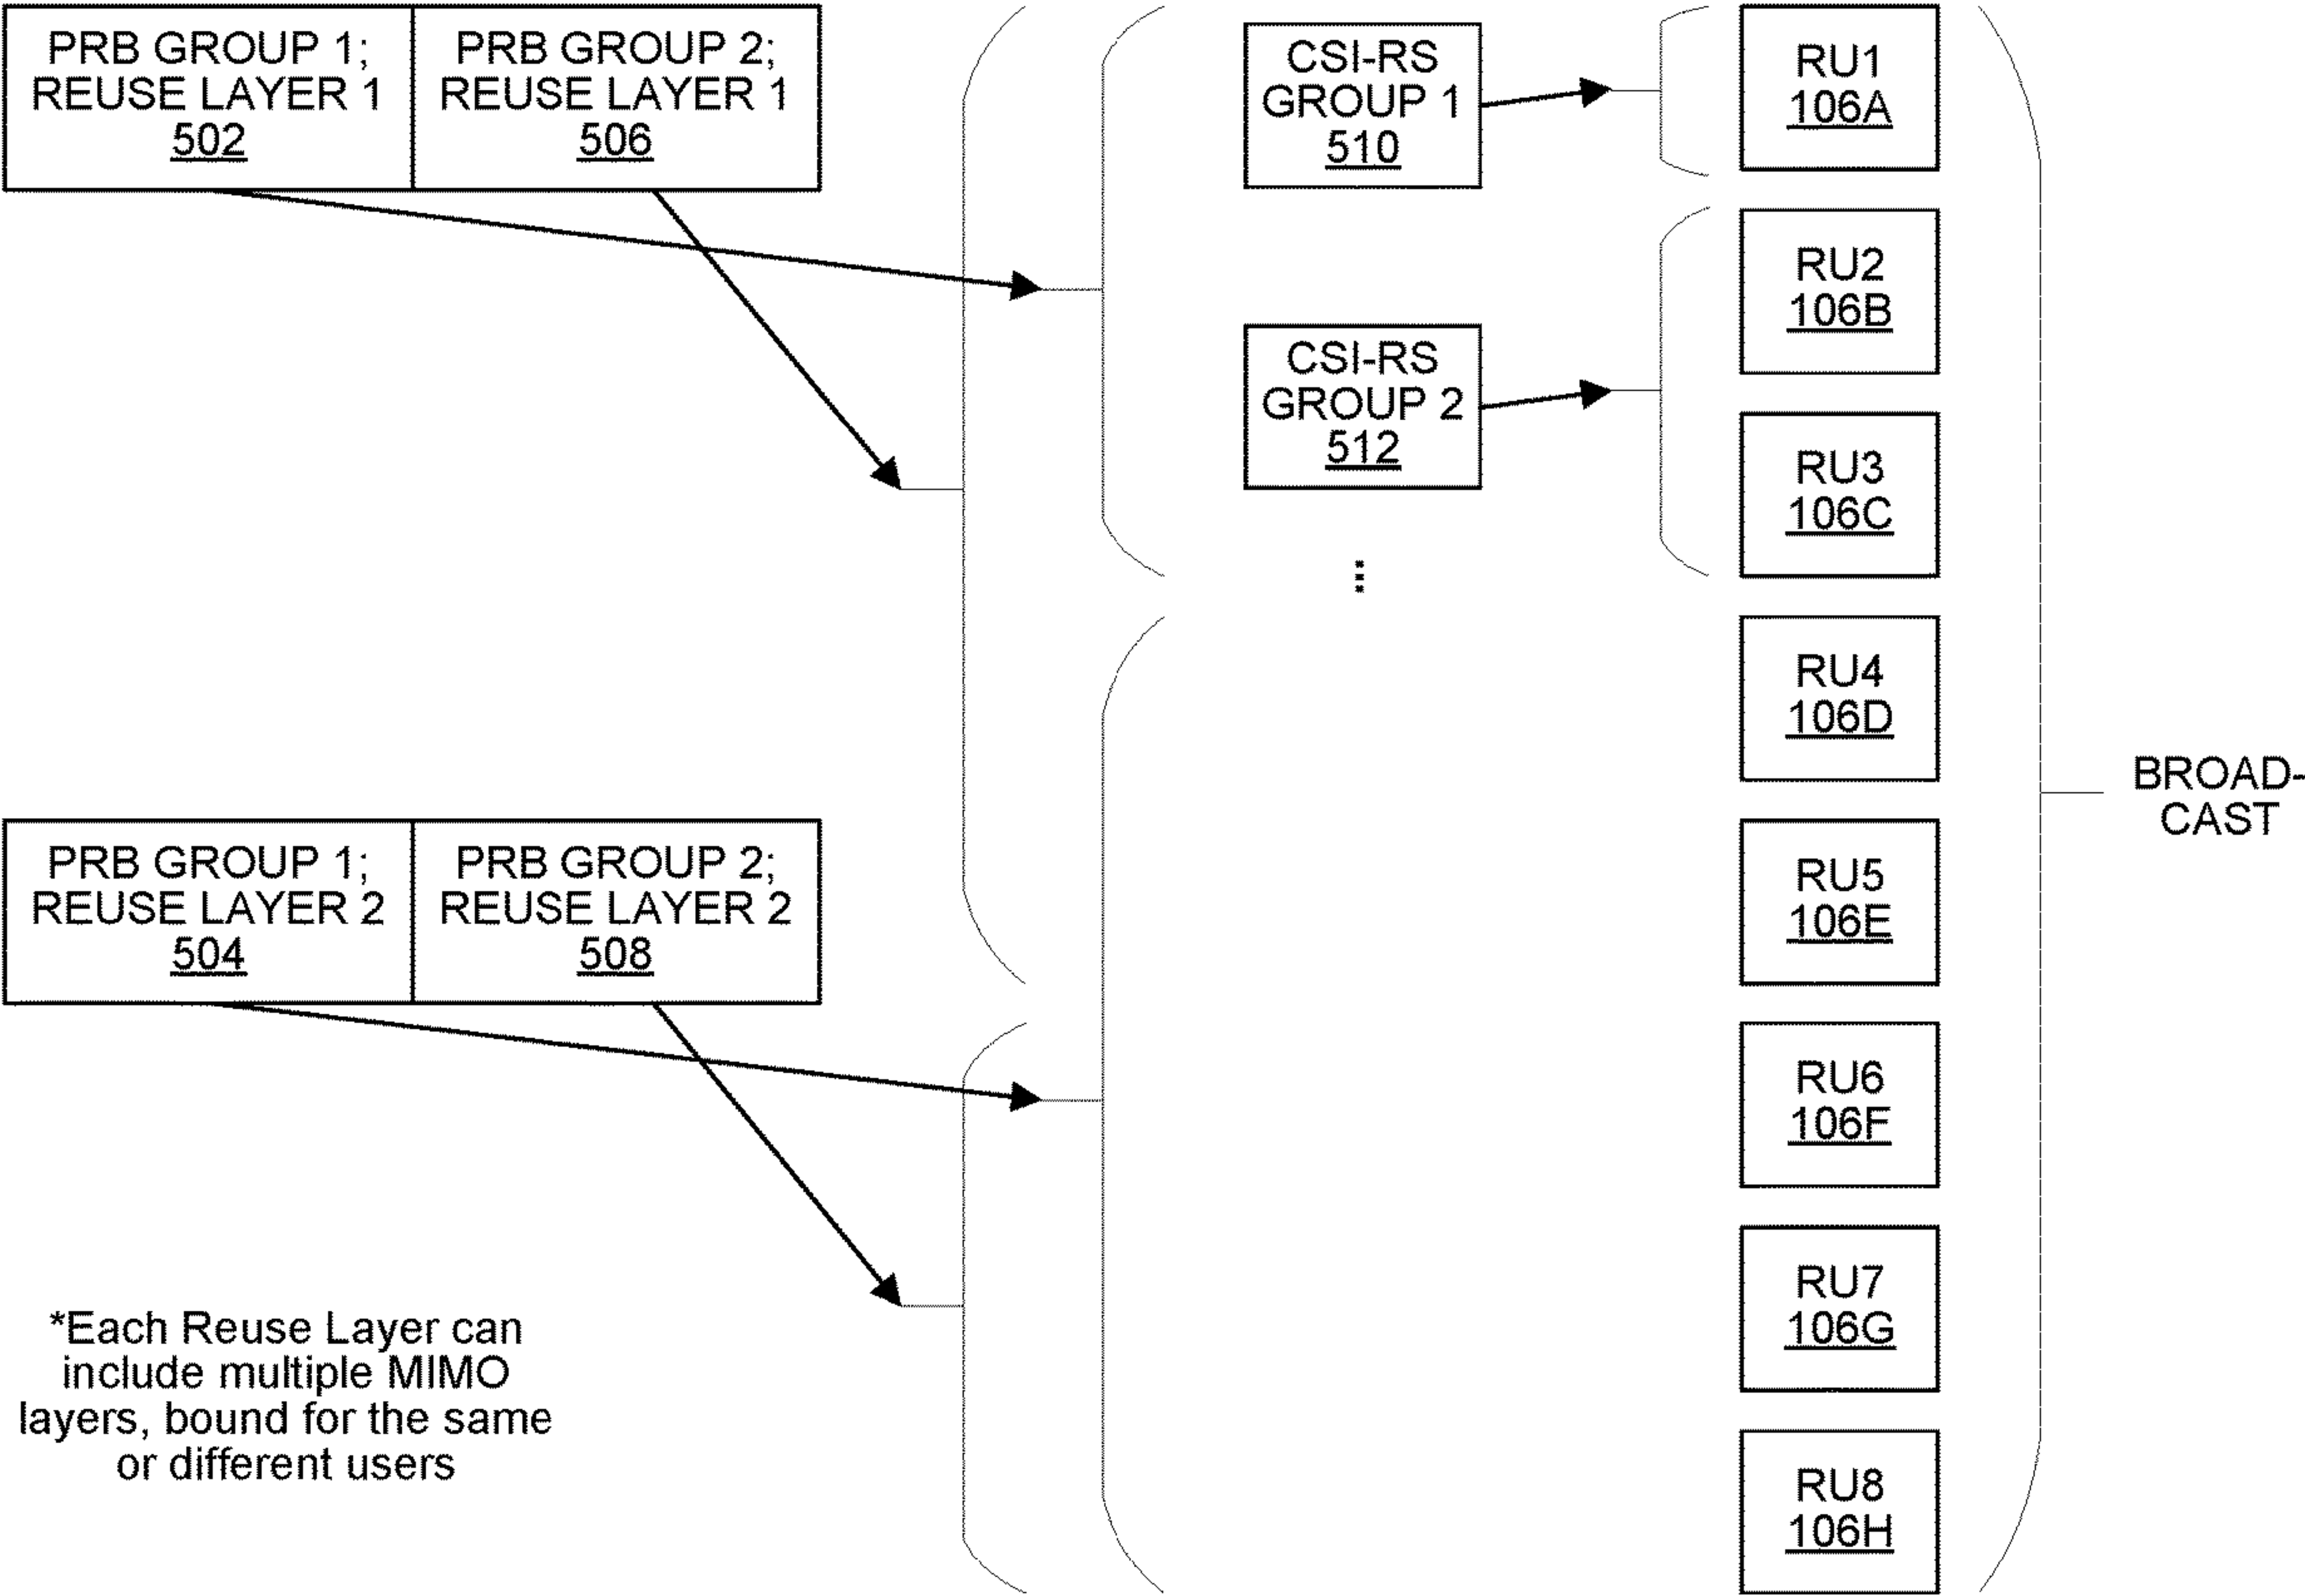 PRB GROUP 1;
REUSE LAYER 1
502
PRB GROUP 2;
REUSE LAYER 1
506
CSI-RS
GROUP 1
510
RU1
106A
RU2
106B
CSI-RS
GROUP 2
512
RU3
106C
...
RU4
106D
BROAD-
CAST
PRB GROUP 1;
REUSE LAYER 2
504
PRB GROUP 2;
REUSE LAYER 2
508
RU5
106E
RU6
106F
RU7
106G
*Each Reuse Layer can
include multiple MIMO
layers, bound for the same
or different users
RU8
106H